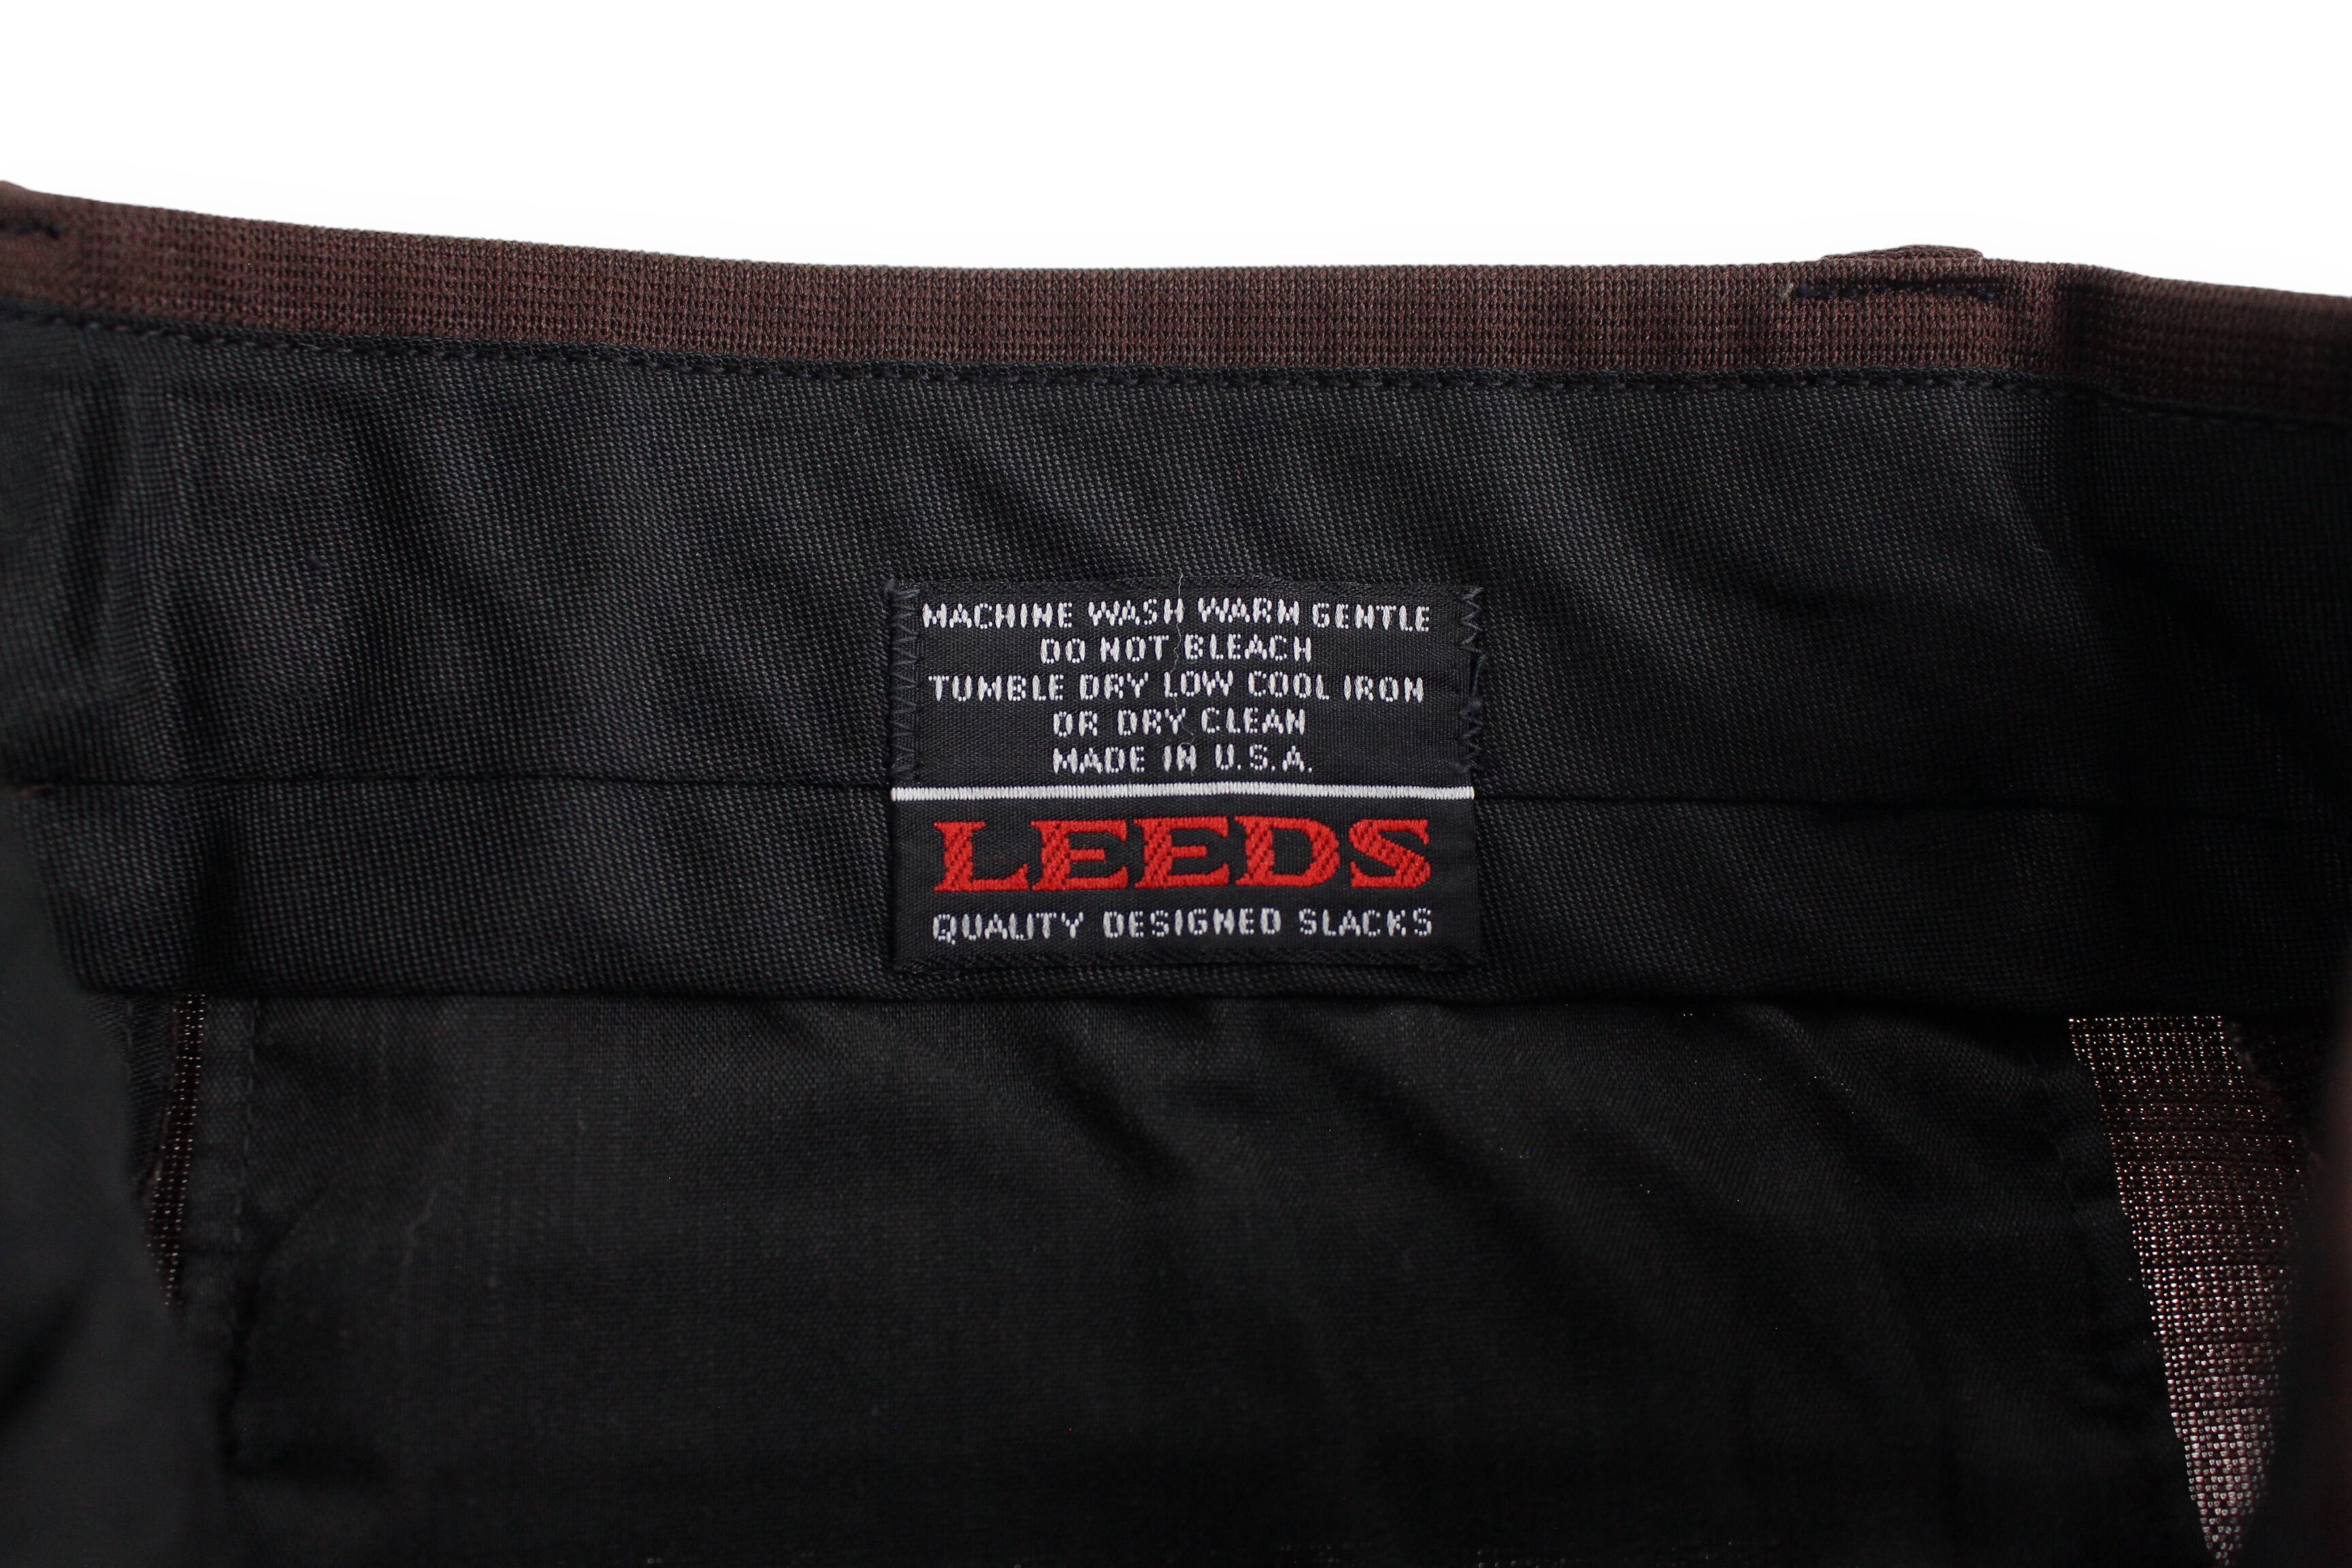 MACHINE WASH WARM GENTLE
DO NOT BLEACH
TUMBLE DRY LOW COOL IRON
OR DRY CLEAN
MADE IN U.S.A.
LEEDS
QUALITY DESIGNED SLACKS